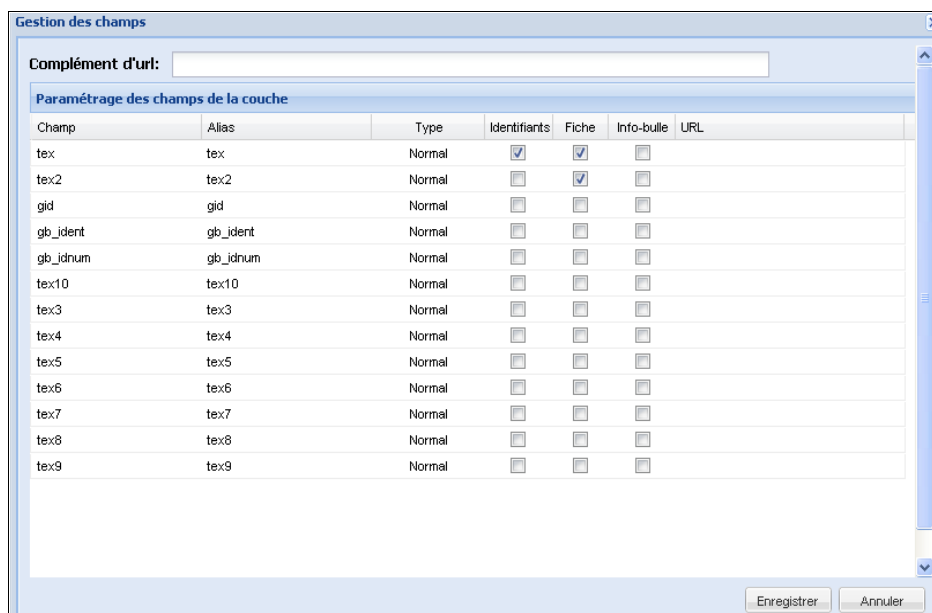 Gestion des champs
Complément d'url:
Paramétrage des champs de la couche
Champ Alias Type Identifiants Fiche Info-bulle URL
tex tex Normal
tex2 tex2 Normal
gid gid Normal
gb_ident gb_ident Normal
gb_idnum gb_idnum Normal
tex10 tex10 Normal
tex3 tex3 Normal
tex4 tex4 Normal
tex5 tex5 Normal
tex6 tex6 Normal
tex7 tex7 Normal
tex8 tex8 Normal
tex9 tex9 Normal
Enregistrer Annuler